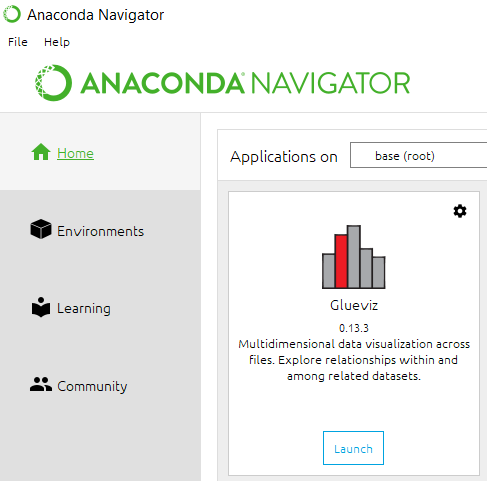 Anaconda Navigator
File Help
ANACONDA NAVIGATOR
Home
Applications on base (root)
Environments
Learning
Community
Glueviz
0.13.3
Multidimensional data visualization across
files. Explore relationships within and
among related datasets.
Launch